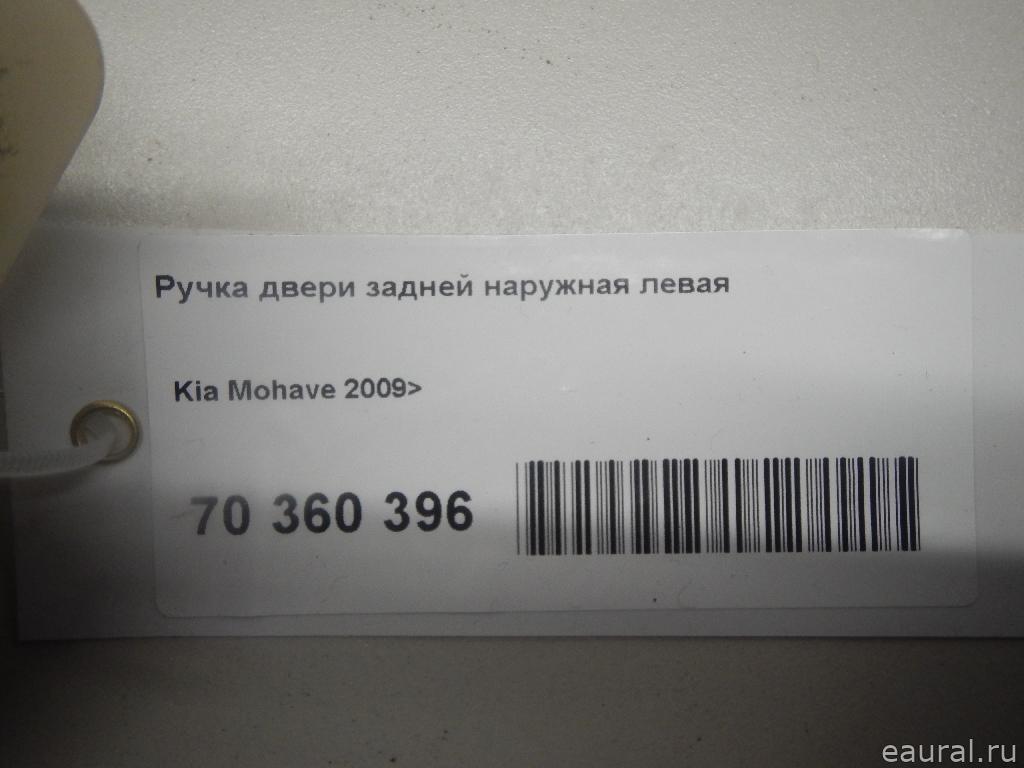 Ручка двери задней наружная левая
Kia Mohave 2009>
70 360 396
eaural.ru